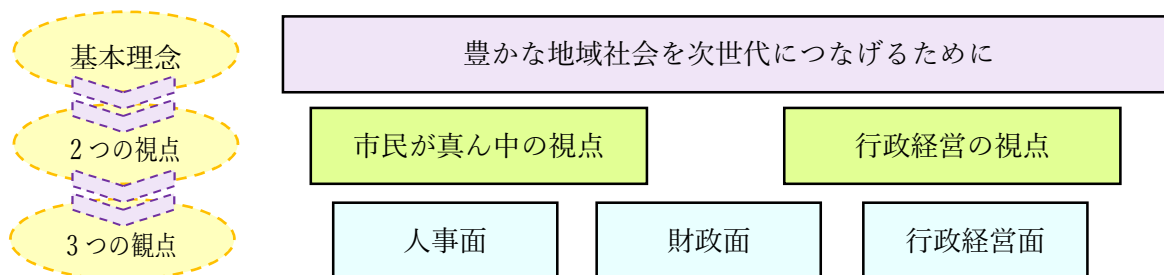 基本理念
豊かな地域社会を次世代につなげるために
2つの視点
市民が真ん中の視点
行政経営の視点
3つの観点
人事面
財政面
行政経営面